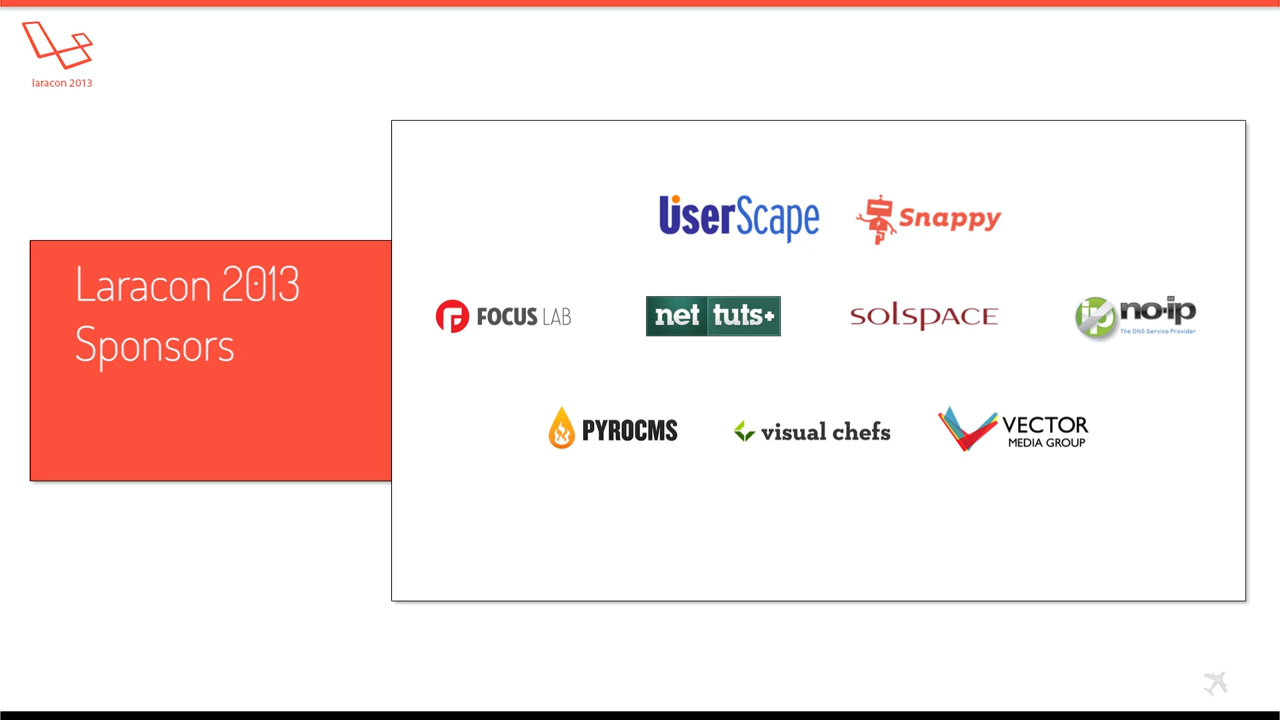 laracon 2013
Laracon 2013
Sponsors
UserScape
Snappy
FOCUS LAB
net tuts+
solspace
ip no-ip
The DNS Service Provider
PYROCMS
visual chefs
VECTOR
MEDIA GROUP